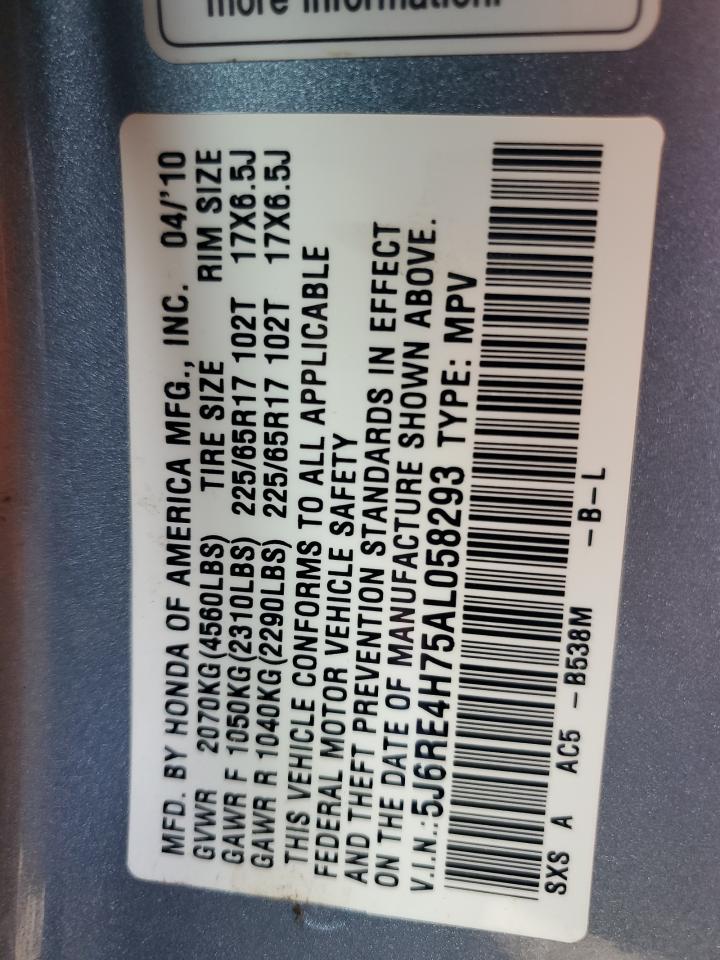 more information.
MFD. BY HONDA OF AMERICA MFG., INC. 04/'10
GVWR 2070KG(4560LBS) TIRE SIZE RIM SIZE
GAWR F 1050KG(2310LBS) 225/65R17 102T 17X6.5J
GAWR R 1040KG(2290LBS) 225/65R17 102T 17X6.5J
THIS VEHICLE CONFORMS TO ALL APPLICABLE
FEDERAL MOTOR VEHICLE SAFETY
AND THEFT PREVENTION STANDARDS IN EFFECT
ON THE DATE OF MANUFACTURE SHOWN ABOVE.
V.I.N.:5J6RE4H75AL058293 TYPE: MPV
SXS A AC5 -B538M -B-L